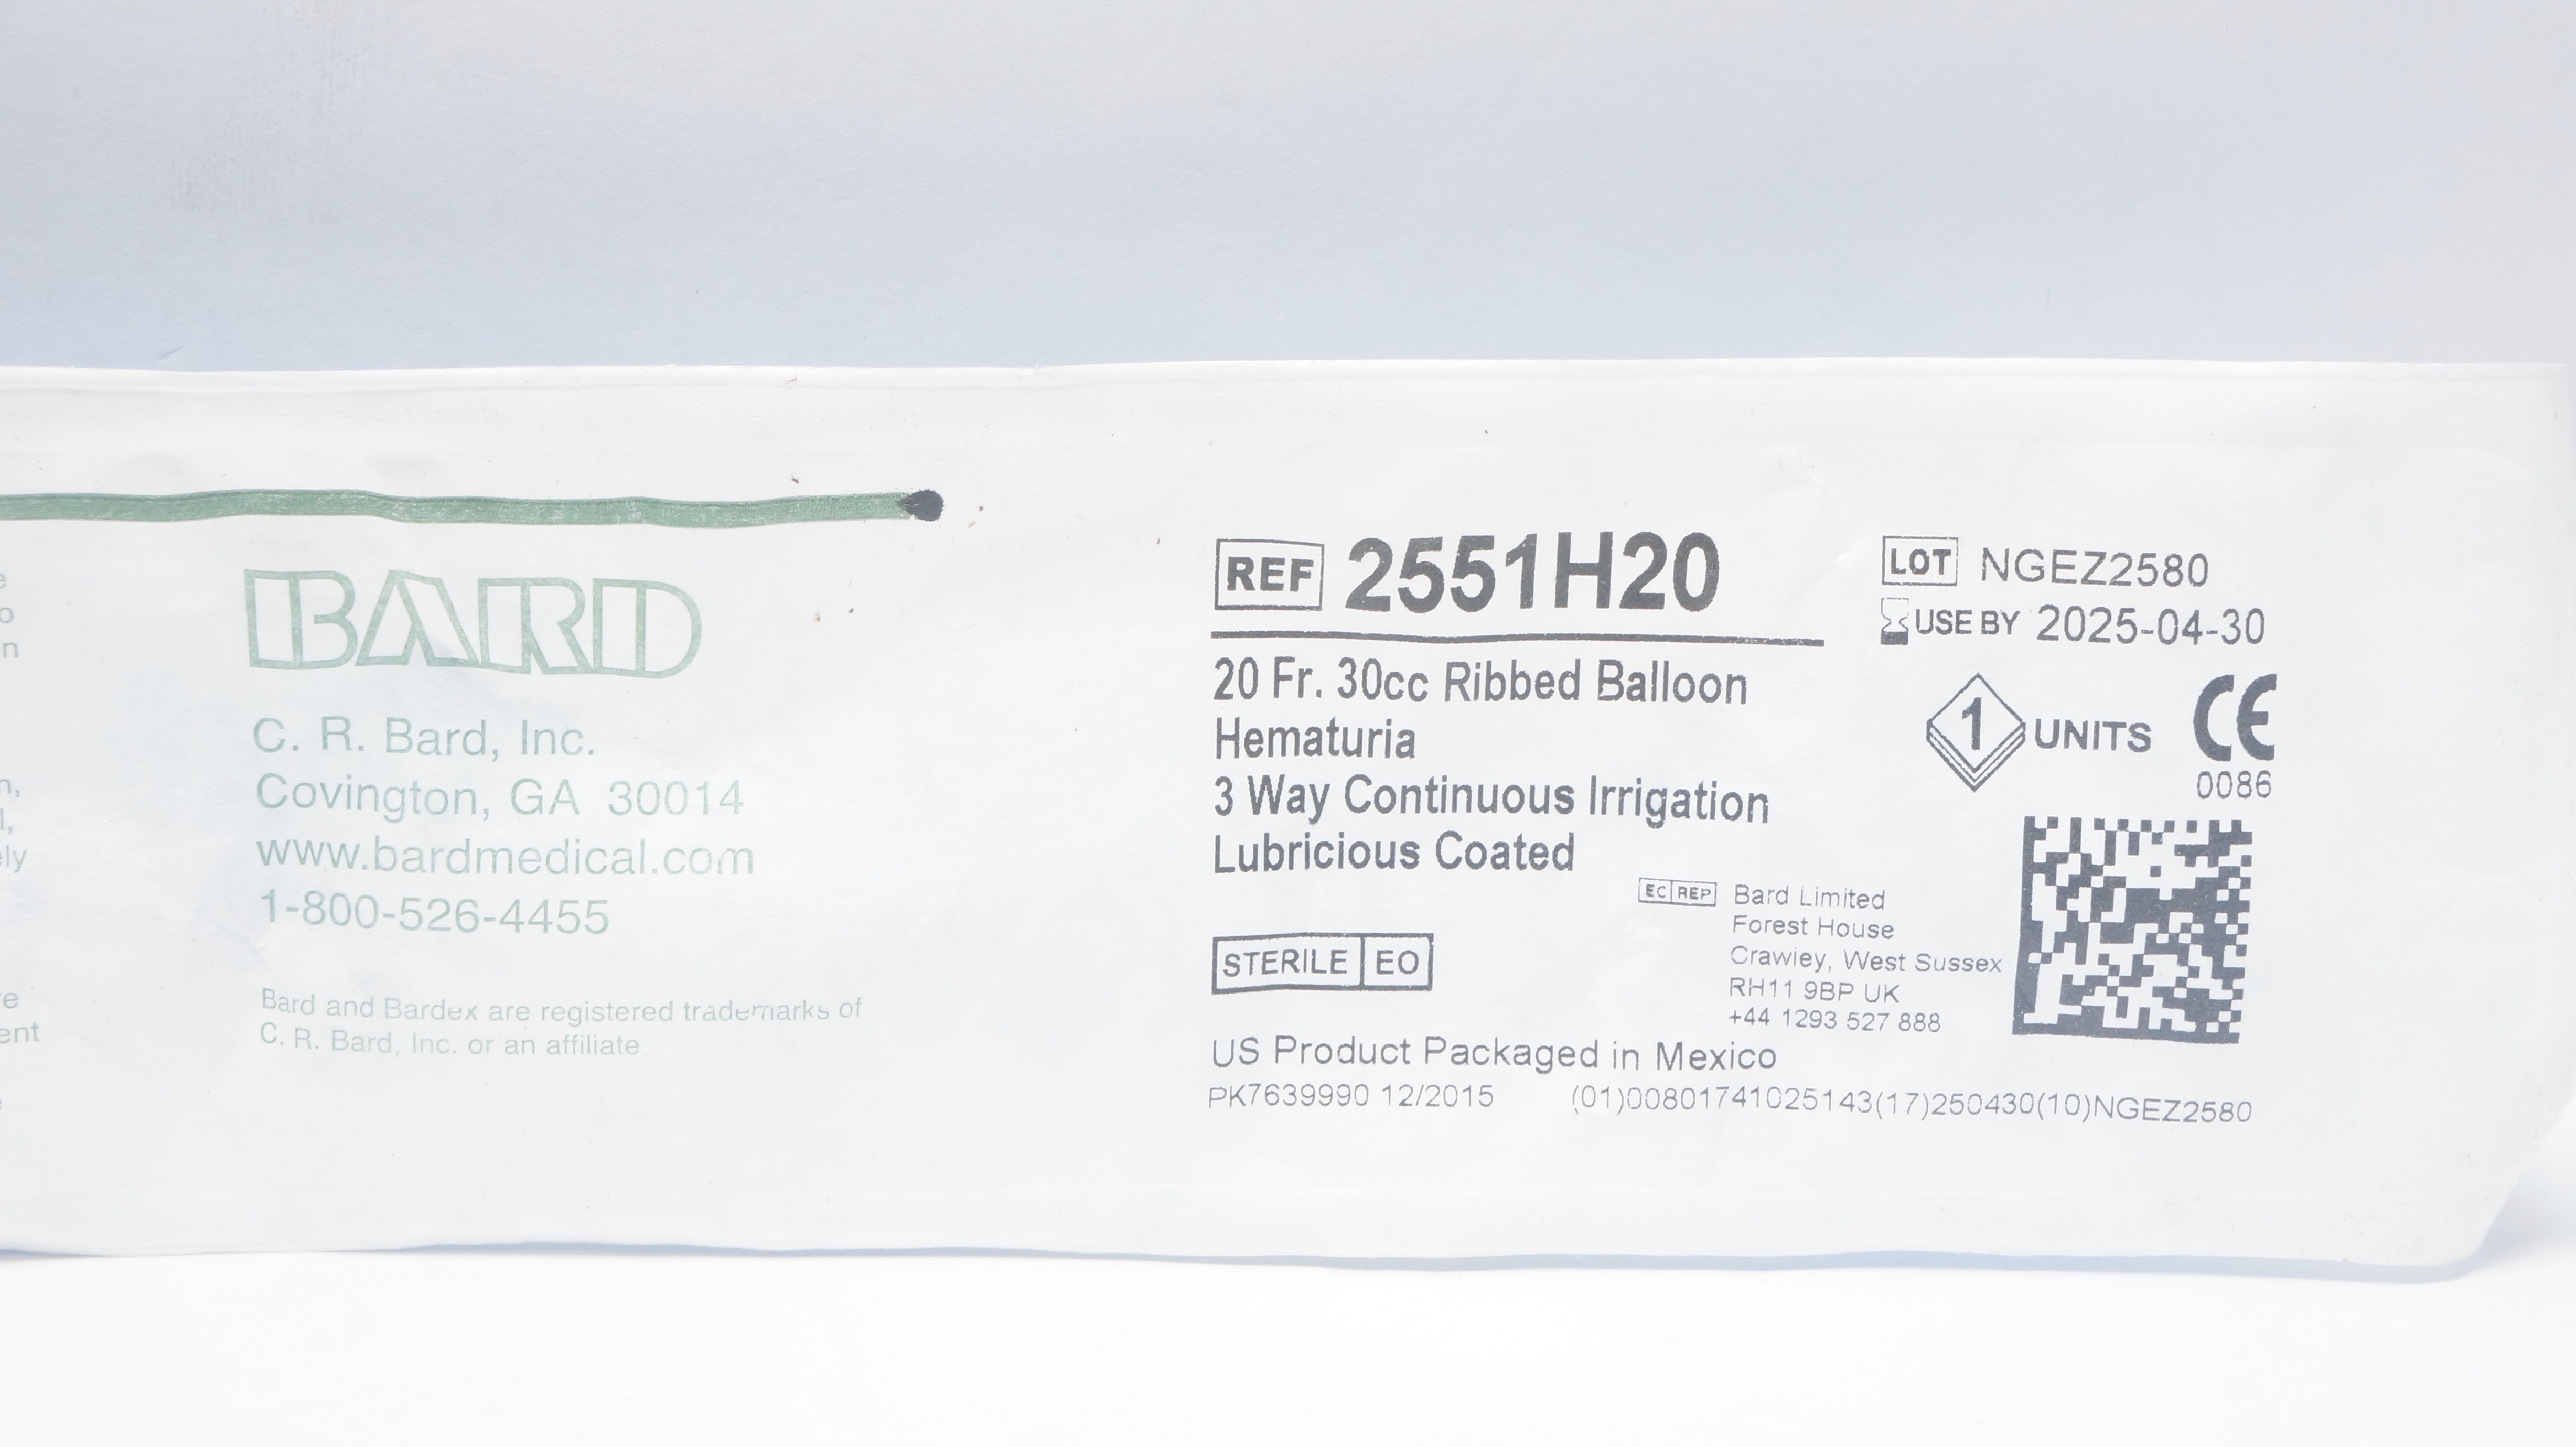 BARD
C. R. Bard, Inc.
Covington, GA 30014
www.bardmedical.com
1-800-526-4455
Bard and Bardex are registered trademarks of
C. R. Bard, Inc. or an affiliate.
n,
ly
ent
REF 2551H20
20 Fr. 30cc Ribbed Balloon
Hematuria
3 Way Continuous Irrigation
Lubricious Coated
STERILE EO
EC REP Bard Limited
Forest House
Crawley, West Sussex
RH11 9BP UK
+44 1293 527 888
US Product Packaged in Mexico
PK7639990 12/2015 (01)00801741025143(17)250430(10)NGEZ2580
LOT NGEZ2580
USE BY 2025-04-30
1 UNITS CE
0086